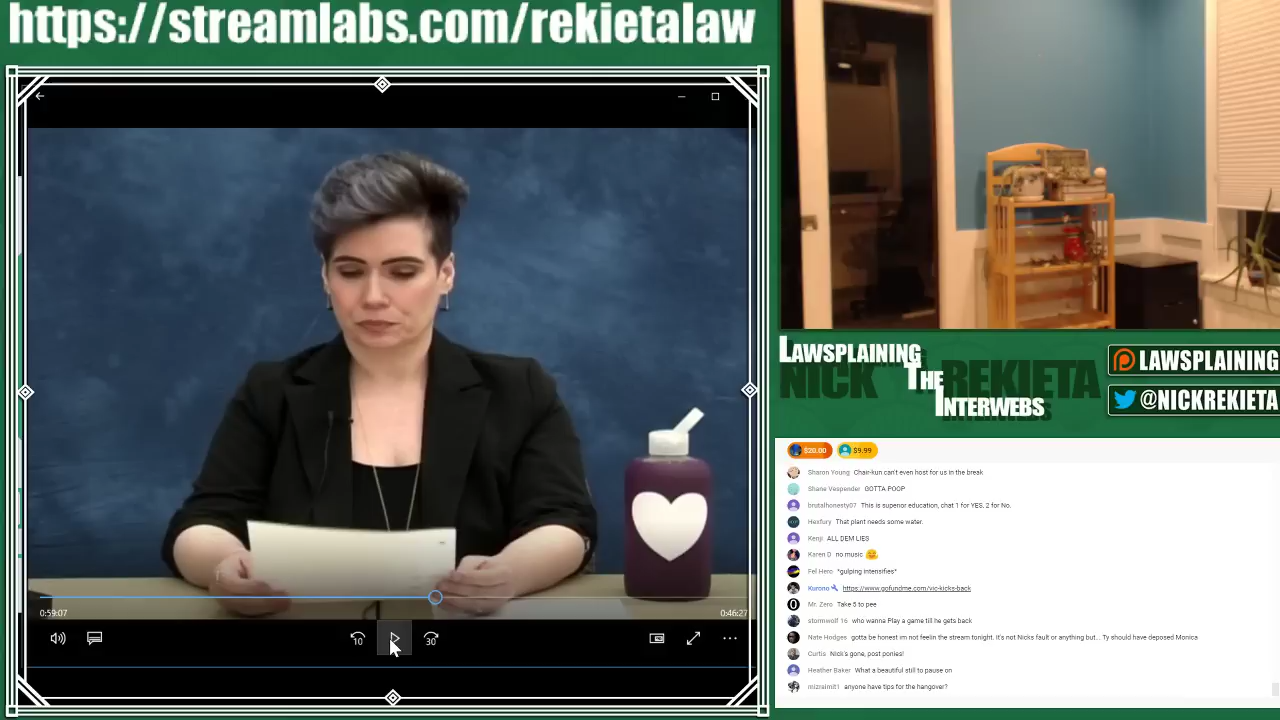 https://streamlabs.com/rekietalaw
0:59:07
0:46:27
10
30
LAWSPLAINING
THE
INTERWEBS
NICK REKIETA
LAWSPLAINING
@NICKREKIETA
$20.00
$9.99
Sharon Young Chair-kun can't even host for us in the break
Shane Vespender GOTTA POOP
brutalhonesty07 This is superior education, chat 1 for YES, 2 for No.
Hexfury That plant needs some water.
Kenji ALL DEM LIES
Karen D no music
Fel Hero *gulping intensifies*
Kurono https://www.gofundme.com/vic-kicks-back
Mr. Zero Take 5 to pee
stormwolf 16 who wanna Play a game till he gets back
Nate Hodges gotta be honest im not feelin the stream tonight. It's not Nicks fault or anything but... Ty should have deposed Monica
Curtis Nick's gone, post ponies!
Heather Baker What a beautiful still to pause on
mizraimit1 anyone have tips for the hangover?